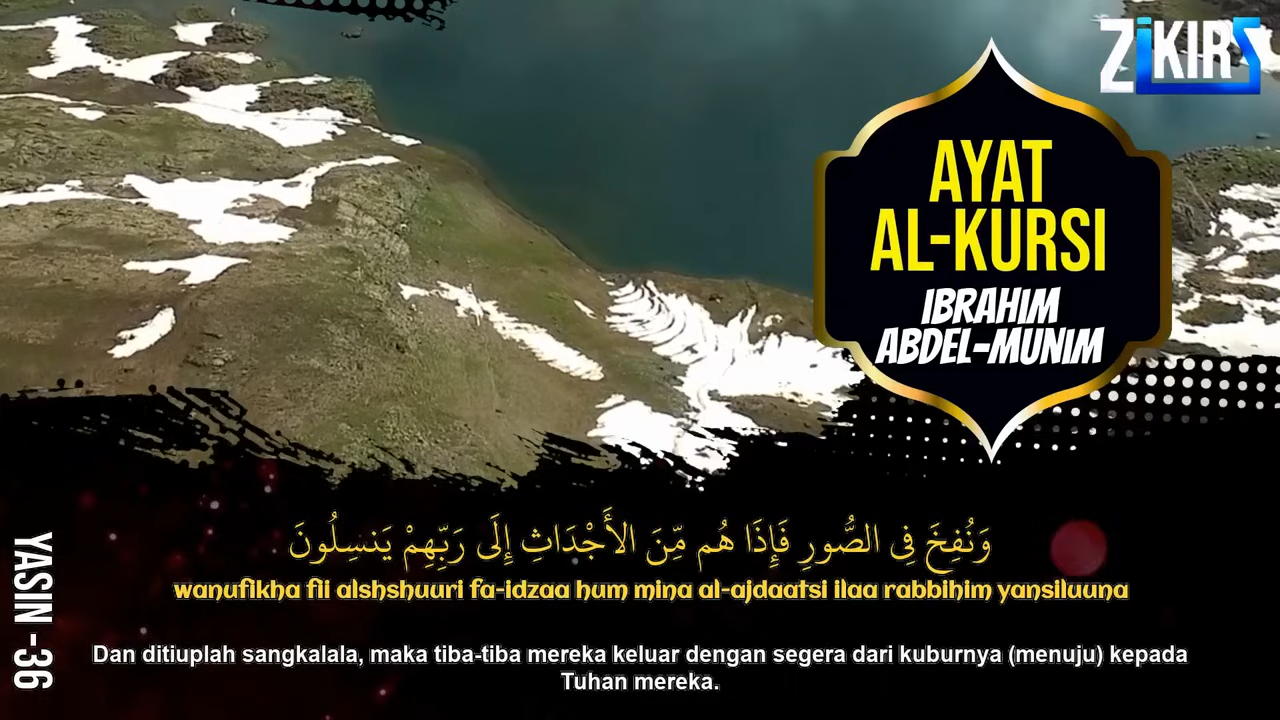 ZiKIRS
AYAT
AL-KURSI
IBRAHIM
ABDEL-MUNIM
وَنُفِخَ فِى الصُّورِ فَإِذَا هُم مِّنَ الأَجْدَاثِ إِلَى رَبِّهِمْ يَنسِلُونَ
wanufikha fii alshshuuri fa-idzaa hum mina al-ajdaatsi ilaa rabbihim yansiluuna
Dan ditiuplah sangkalala, maka tiba-tiba mereka keluar dengan segera dari kuburnya (menuju) kepada
Tuhan mereka.
YASIN -36